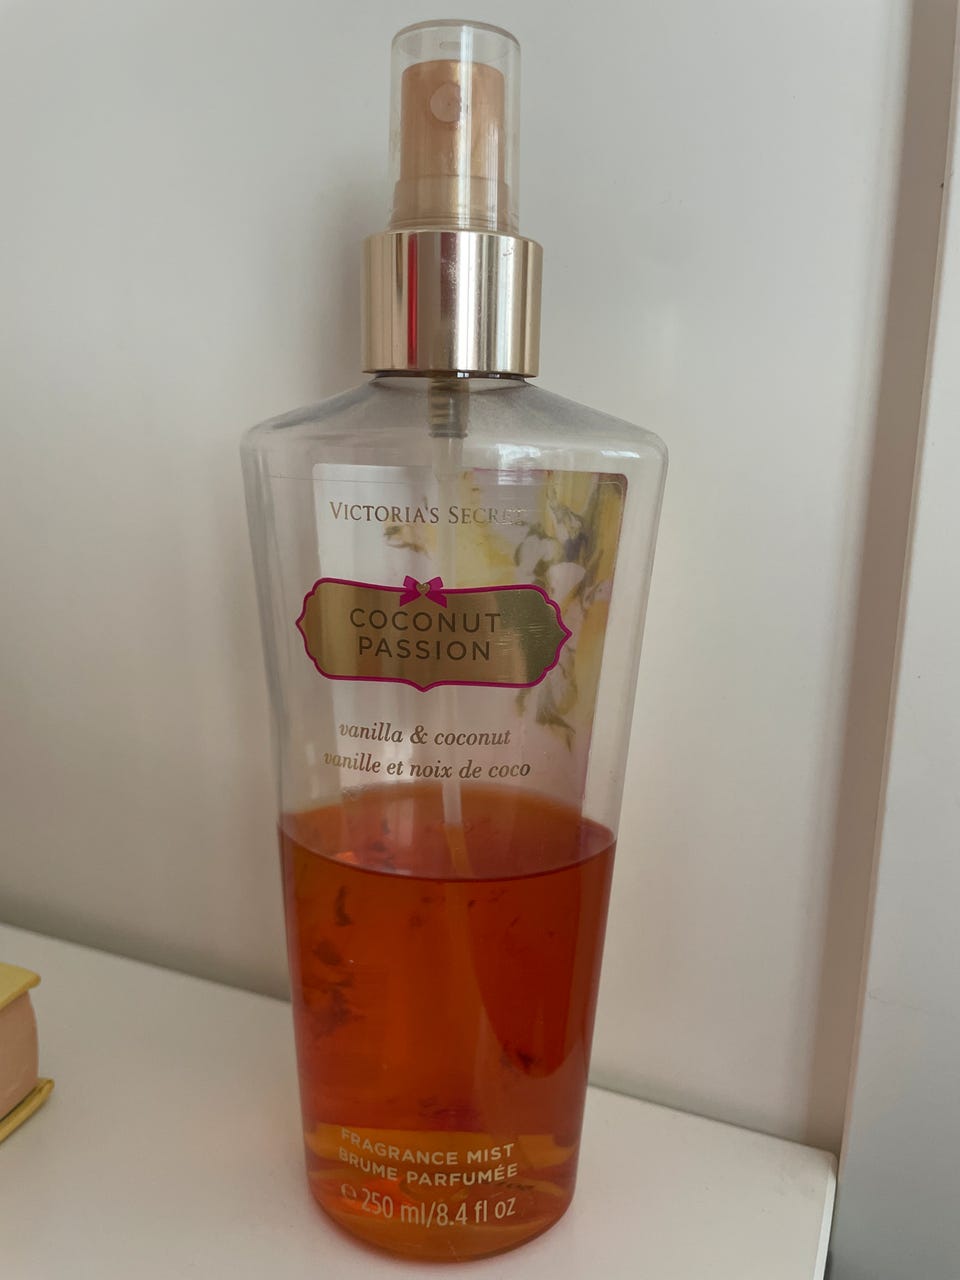 VICTORIA'S SECRET
COCONUT
PASSION
vanilla & coconut
vanille et noix de coco
FRAGRANCE MIST
BRUME PARFUMÉE
℮ 250 ml/8.4 fl oz